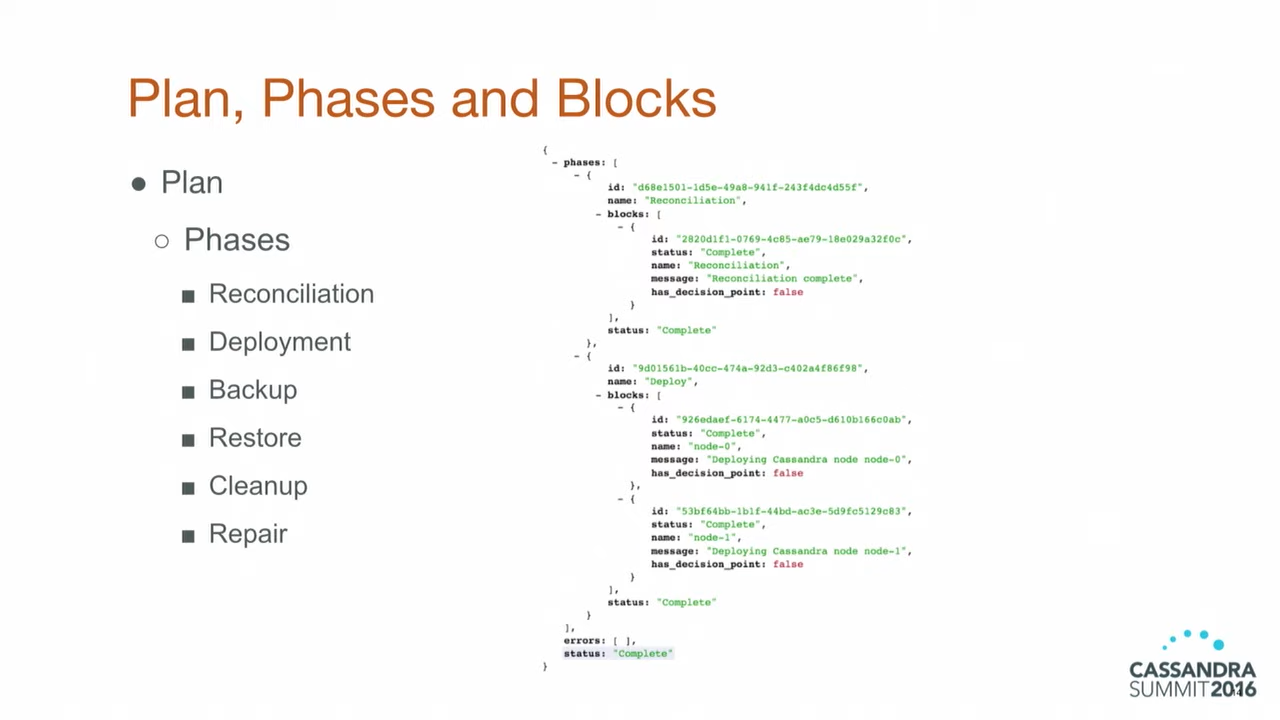 Plan, Phases and Blocks
● Plan
○ Phases
■ Reconciliation
■ Deployment
■ Backup
■ Restore
■ Cleanup
■ Repair
{
- phases: [
- {
id: "d68e1501-1d5e-49a8-941f-243f4dc4d55f",
name: "Reconciliation",
- blocks: [
- {
id: "2820d1f1-0769-4c85-ae79-18e029a32f0c",
status: "Complete",
name: "Reconciliation",
message: "Reconciliation complete",
has_decision_point: false
}
],
status: "Complete"
},
- {
id: "9d01561b-40cc-474a-92d3-c402a4f86f98",
name: "Deploy",
- blocks: [
- {
id: "926edaef-6174-4477-a0c5-d610b166c0ab",
status: "Complete",
name: "node-0",
message: "Deploying Cassandra node node-0",
has_decision_point: false
},
- {
id: "53bf64bb-1b1f-44bd-ac3e-5d9fc5129c83",
status: "Complete",
name: "node-1",
message: "Deploying Cassandra node node-1",
has_decision_point: false
}
],
status: "Complete"
}
],
errors: [ ],
status: "Complete"
}
CASSANDRA
SUMMIT2016